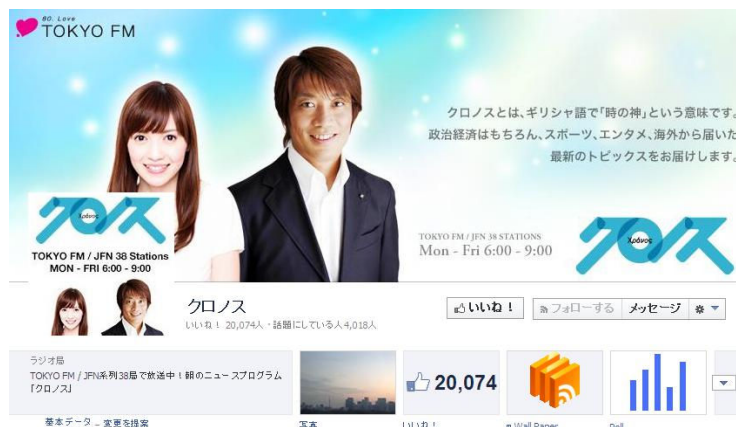 80. Love
TOKYO FM
クロノスとは、ギリシャ語で「時の神」という意味です。
政治経済はもちろん、スポーツ、エンタメ、海外から届いた
最新のトピックスをお届けします。
クロノス
Χρόνος
TOKYO FM / JFN 38 Stations
MON - FRI 6:00 - 9:00
TOKYO FM / JFN 38 STATIONS
Mon - Fri 6:00 - 9:00
クロノス
Χρόνος
クロノス
いいね！ 20,074人 · 話題にしている人4,018人
いいね！
フォローする
メッセージ
ラジオ局
TOKYO FM / JFN系列38局で放送中！朝のニュースプログラム
「クロノス」
20,074
基本データ - 変更を提案
写真
いいね！
Wall Paper